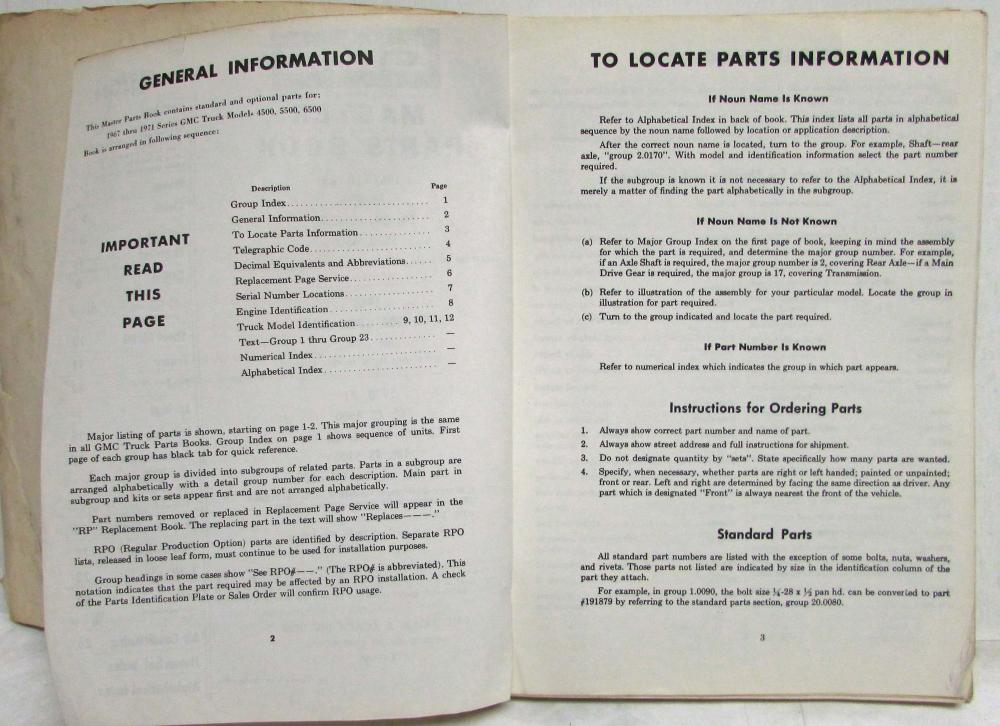 GENERAL INFORMATION
This Master Parts Book contains standard and optional parts for:
1967 thru 1971 Series GMC Truck Models 4500, 5500, 6500
Book is arranged in following sequence:
IMPORTANT
READ
THIS
PAGE
Description Page
Group Index 1
General Information 2
To Locate Parts Information 3
Telegraphic Code 4
Decimal Equivalents and Abbreviations 5
Replacement Page Service 6
Serial Number Locations 7
Engine Identification 8
Truck Model Identification 9, 10, 11, 12
Text—Group 1 thru Group 23 —
Numerical Index —
Alphabetical Index —
Major listing of parts is shown, starting on page 1-2. This major grouping is the same
in all GMC Truck Parts Books. Group Index on page 1 shows sequence of units. First
page of each group has black tab for quick reference.
Each major group is divided into subgroups of related parts. Parts in a subgroup are
arranged alphabetically with a detail group number for each description. Main part in
subgroup and kits or sets appear first and are not arranged alphabetically.
Part numbers removed or replaced in Replacement Page Service will appear in the
"RP" Replacement Book. The replacing part in the text will show "Replaces———."
RPO (Regular Production Option) parts are identified by description. Separate RPO
lists, released in loose leaf form, must continue to be used for installation purposes.
Group headings in some cases show "See RPO#——." (The RPO# is abbreviated). This
notation indicates that the part required may be affected by an RPO installation. A check
of the Parts Identification Plate or Sales Order will confirm RPO usage.
2
TO LOCATE PARTS INFORMATION
If Noun Name Is Known
Refer to Alphabetical Index in back of book. This index lists all parts in alphabetical
sequence by the noun name followed by location or application description.
After the correct noun name is located, turn to the group. For example, Shaft—rear
axle, "group 2.0170". With model and identification information select the part number
required.
If the subgroup is known it is not necessary to refer to the Alphabetical Index, it is
merely a matter of finding the part alphabetically in the subgroup.
If Noun Name Is Not Known
(a) Refer to Major Group Index on the first page of book, keeping in mind the assembly
for which the part is required, and determine the major group number. For example,
if an Axle Shaft is required, the major group number is 2, covering Rear Axle—if a Main
Drive Gear is required, the major group is 17, covering Transmission.
(b) Refer to illustration of the assembly for your particular model. Locate the group in
illustration for part required.
(c) Turn to the group indicated and locate the part required.
If Part Number Is Known
Refer to numerical index which indicates the group in which part appears.
Instructions for Ordering Parts
1. Always show correct part number and name of part.
2. Always show street address and full instructions for shipment.
3. Do not designate quantity by "sets". State specifically how many parts are wanted.
4. Specify, when necessary, whether parts are right or left handed; painted or unpainted;
front or rear. Left and right are determined by facing the same direction as driver. Any
part which is designated "Front" is always nearest the front of the vehicle.
Standard Parts
All standard part numbers are listed with the exception of some bolts, nuts, washers,
and rivets. Those parts not listed are indicated by size in the identification column of the
part they attach.
For example, in group 1.0090, the bolt size ¼-28 x ½ pan hd. can be converted to part
#191879 by referring to the standard parts section, group 20.0080.
3